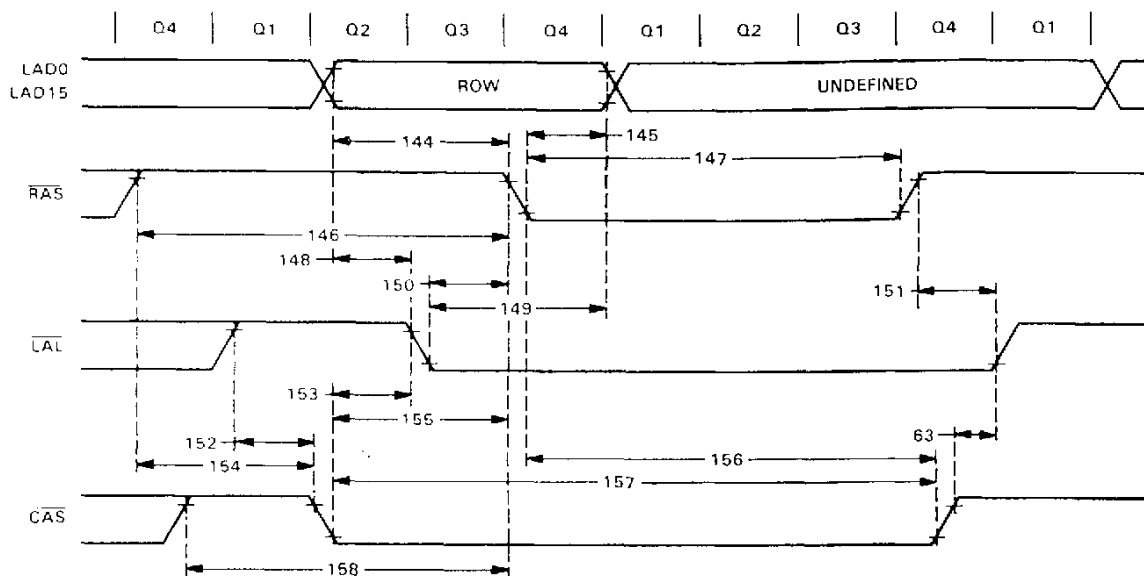 Q4 Q1 Q2 Q3 Q4 Q1 Q2 Q3 Q4 Q1
LAD0
LAD15
ROW
UNDEFINED
144
145
147
RAS
146
148
150
149
151
LAL
153
155
152
154
63
156
157
CAS
158